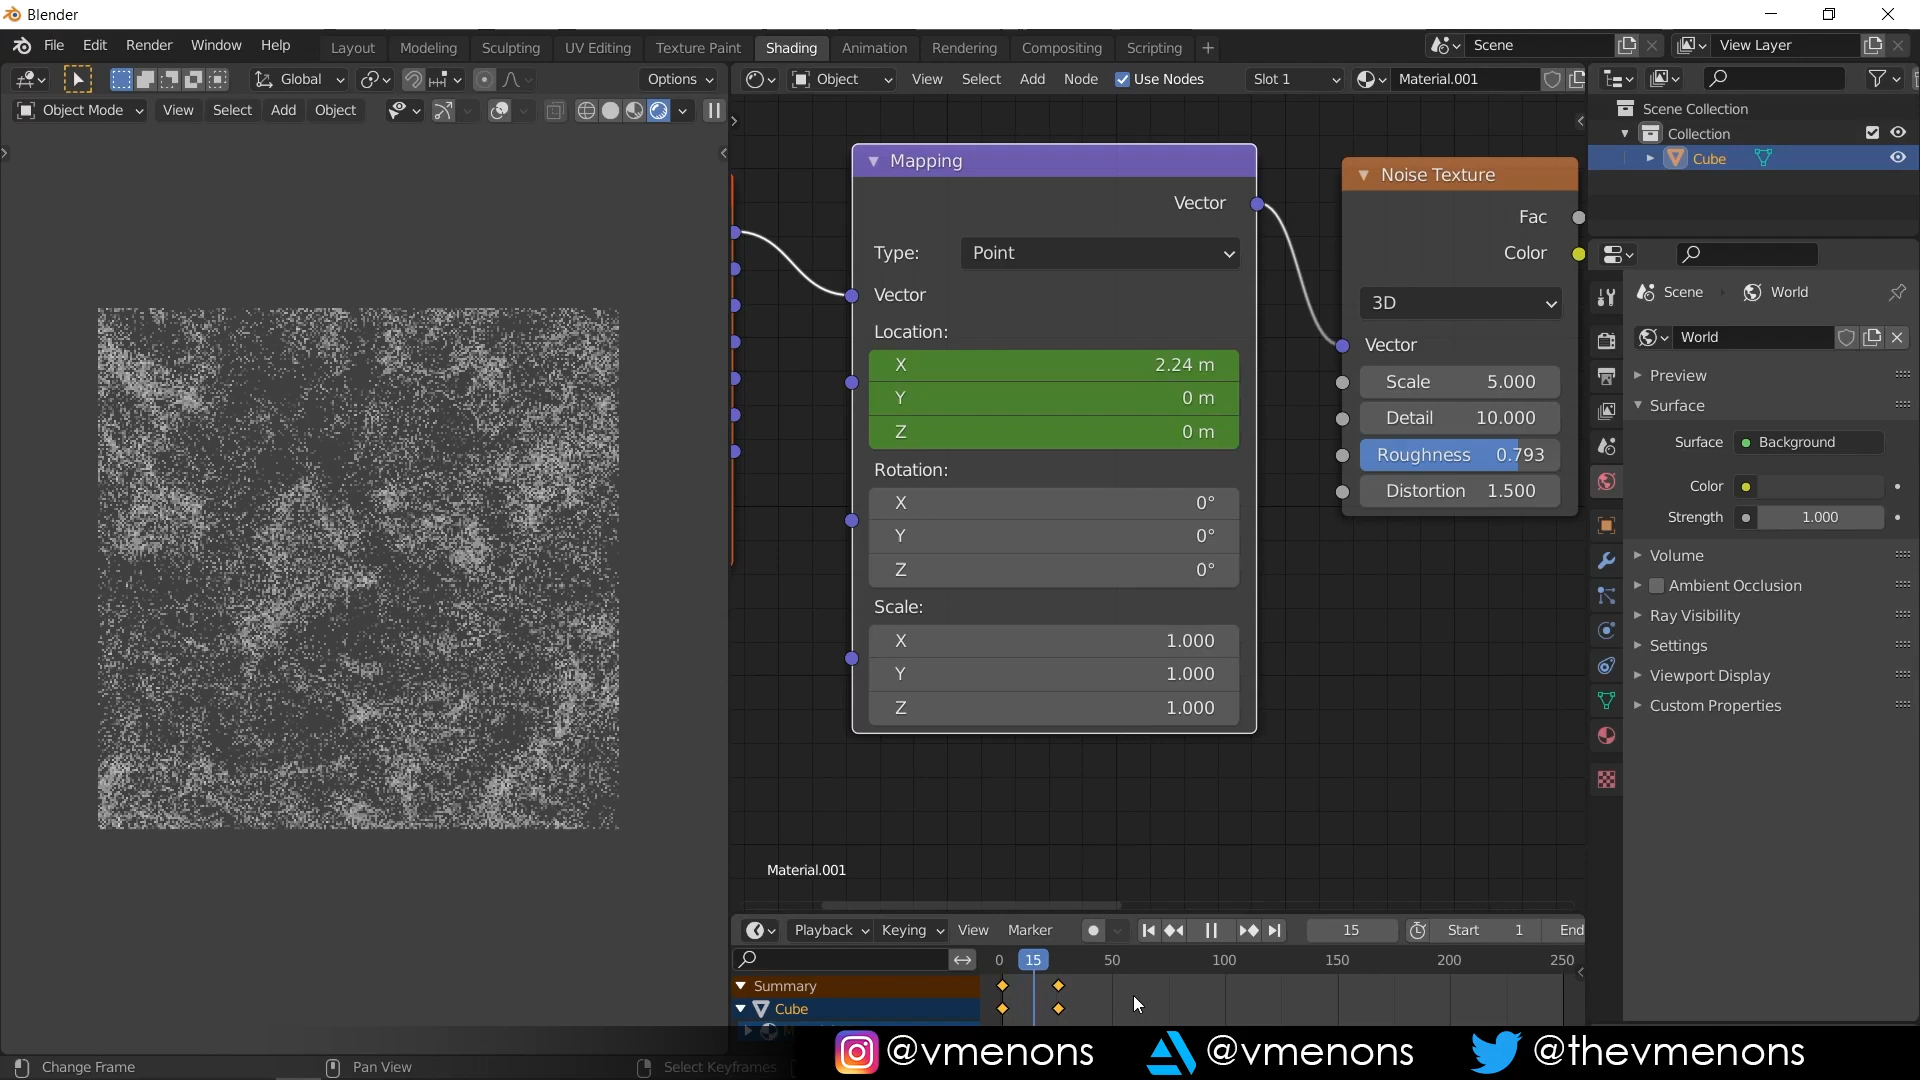 Blender
File Edit Render Window Help Layout Modeling Sculpting UV Editing Texture Paint Shading Animation Rendering Compositing Scripting + Scene View Layer
Global Options Object View Select Add Node Use Nodes Slot 1 Material.001
Object Mode View Select Add Object
Scene Collection
Collection
Cube
Mapping
Vector
Type: Point
Vector
Location:
X 2.24 m
Y 0 m
Z 0 m
Rotation:
X 0°
Y 0°
Z 0°
Scale:
X 1.000
Y 1.000
Z 1.000
Noise Texture
Fac
Color
3D
Vector
Scale 5.000
Detail 10.000
Roughness 0.793
Distortion 1.500
Scene World
World
Preview
Surface
Surface Background
Color
Strength 1.000
Volume
Ambient Occlusion
Ray Visibility
Settings
Viewport Display
Custom Properties
Material.001
Playback Keying View Marker 15 Start 1 End
0 15 50 100 150 200 250
Summary
Cube
Change Frame Pan View Select Keyframes
@vmenons @vmenons @thevmenons